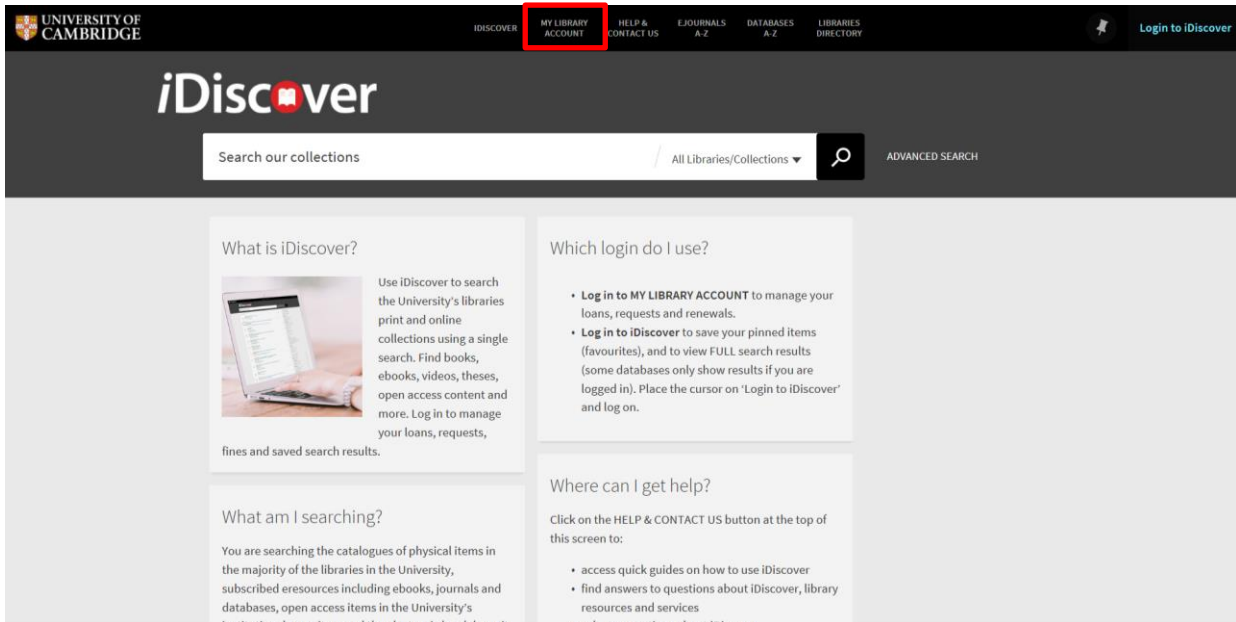 UNIVERSITY OF
CAMBRIDGE
IDISCOVER
MY LIBRARY
ACCOUNT
HELP &
CONTACT US
EJOURNALS
A-Z
DATABASES
A-Z
LIBRARIES
DIRECTORY
Login to iDiscover
iDiscover
Search our collections
All Libraries/Collections
ADVANCED SEARCH
What is iDiscover?
Use iDiscover to search
the University's libraries
print and online
collections using a single
search. Find books,
ebooks, videos, theses,
open access content and
more. Log in to manage
your loans, requests,
fines and saved search results.
What am I searching?
You are searching the catalogues of physical items in
the majority of the libraries in the University,
subscribed eresources including ebooks, journals and
databases, open access items in the University's
Which login do I use?
• Log in to MY LIBRARY ACCOUNT to manage your
loans, requests and renewals.
• Log in to iDiscover to save your pinned items
(favourites), and to view FULL search results
(some databases only show results if you are
logged in). Place the cursor on 'Login to iDiscover'
and log on.
Where can I get help?
Click on the HELP & CONTACT US button at the top of
this screen to:
• access quick guides on how to use iDiscover
• find answers to questions about iDiscover, library
resources and services